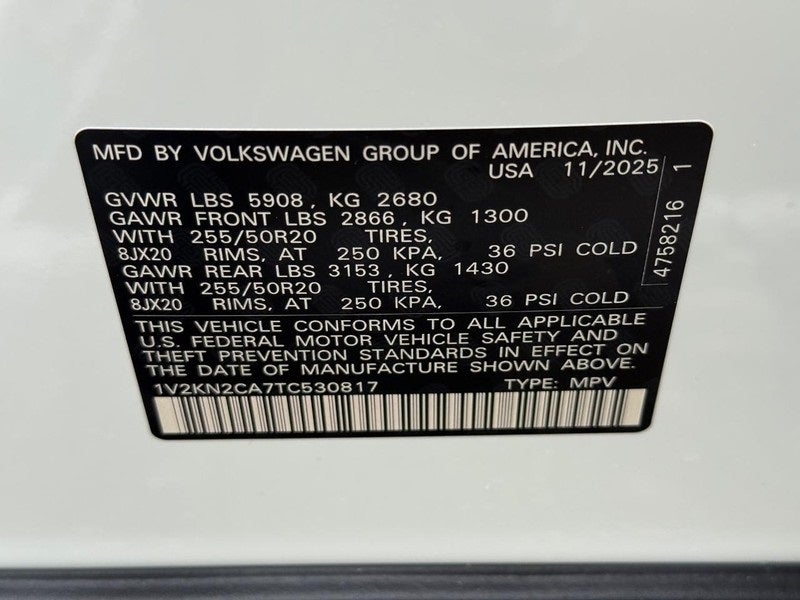 MFD BY VOLKSWAGEN GROUP OF AMERICA, INC.
USA 11/2025
GVWR LBS 5908 , KG 2680
GAWR FRONT LBS 2866 , KG 1300
WITH 255/50R20 TIRES,
8JX20 RIMS, AT 250 KPA, 36 PSI COLD
GAWR REAR LBS 3153 , KG 1430
WITH 255/50R20 TIRES,
8JX20 RIMS, AT 250 KPA, 36 PSI COLD
4758216 1
THIS VEHICLE CONFORMS TO ALL APPLICABLE
U.S. FEDERAL MOTOR VEHICLE SAFETY AND
THEFT PREVENTION STANDARDS IN EFFECT ON
THE DATE OF MANUFACTURE SHOWN ABOVE.
1V2KN2CA7TC530817 TYPE: MPV